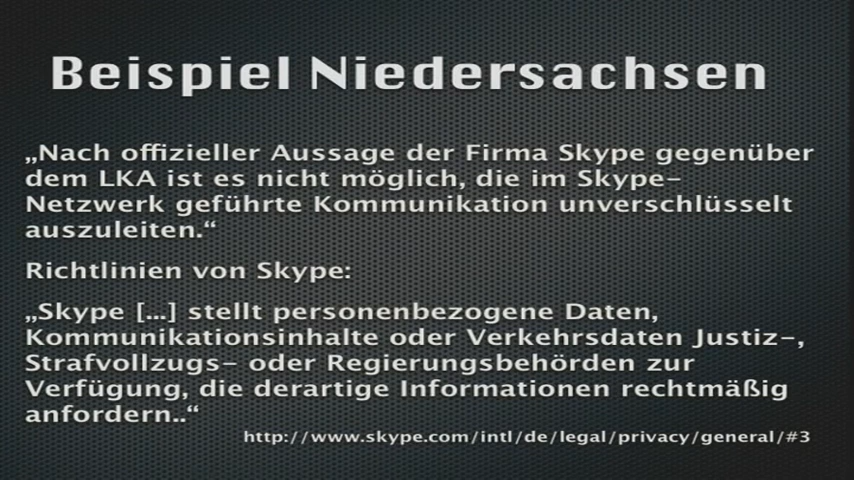 Beispiel Niedersachsen
„Nach offizieller Aussage der Firma Skype gegenüber
dem LKA ist es nicht möglich, die im Skype-
Netzwerk geführte Kommunikation unverschlüsselt
auszuleiten.“
Richtlinien von Skype:
„Skype [...] stellt personenbezogene Daten,
Kommunikationsinhalte oder Verkehrsdaten Justiz-,
Strafvollzugs- oder Regierungsbehörden zur
Verfügung, die derartige Informationen rechtmäßig
anfordern..“
http://www.skype.com/intl/de/legal/privacy/general/#3